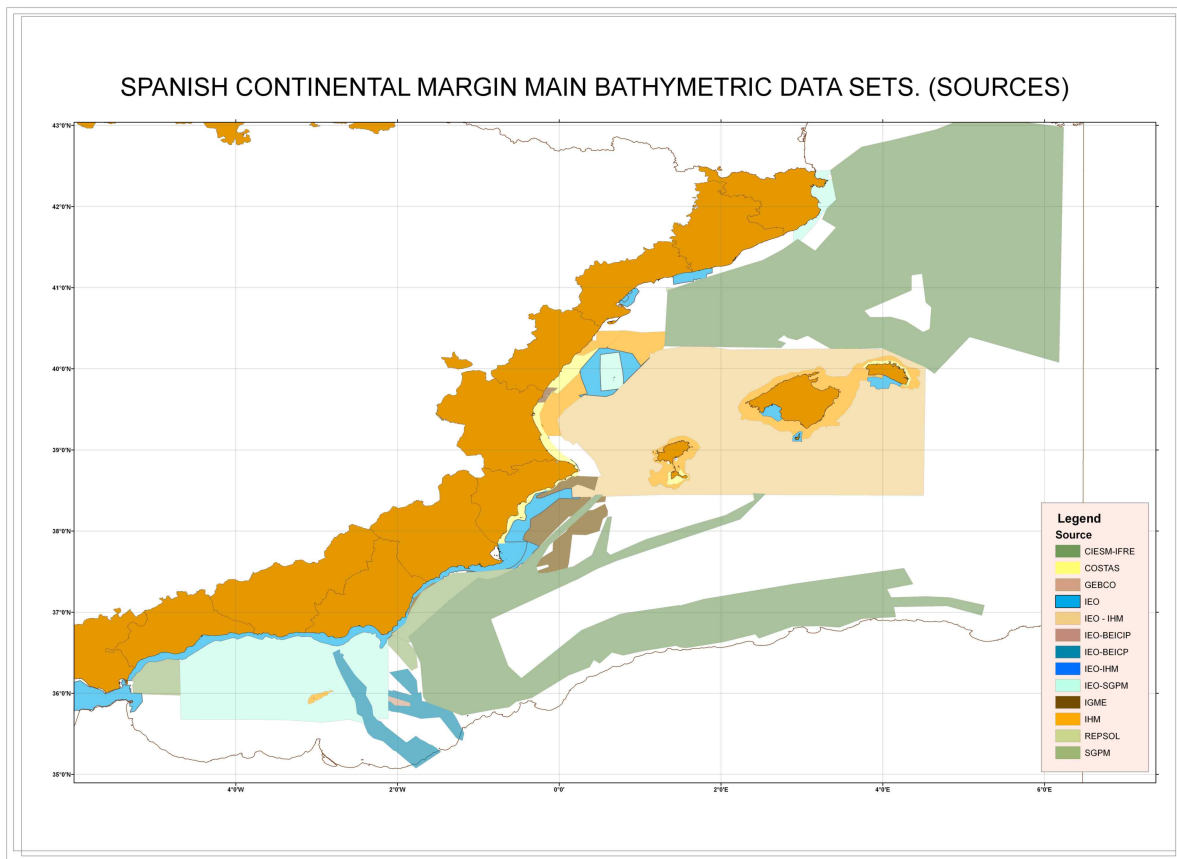 SPANISH CONTINENTAL MARGIN MAIN BATHYMETRIC DATA SETS. (SOURCES)
43°0'N
42°0'N
41°0'N
40°0'N
39°0'N
38°0'N
37°0'N
36°0'N
35°0'N
4°0'W
2°0'W
0°0'
2°0'E
4°0'E
6°0'E
Legend
Source
CIESM-IFRE
COSTAS
GEBCO
IEO
IEO - IHM
IEO-BEICIP
IEO-BEICP
IEO-IHM
IEO-SGPM
IGME
IHM
REPSOL
SGPM